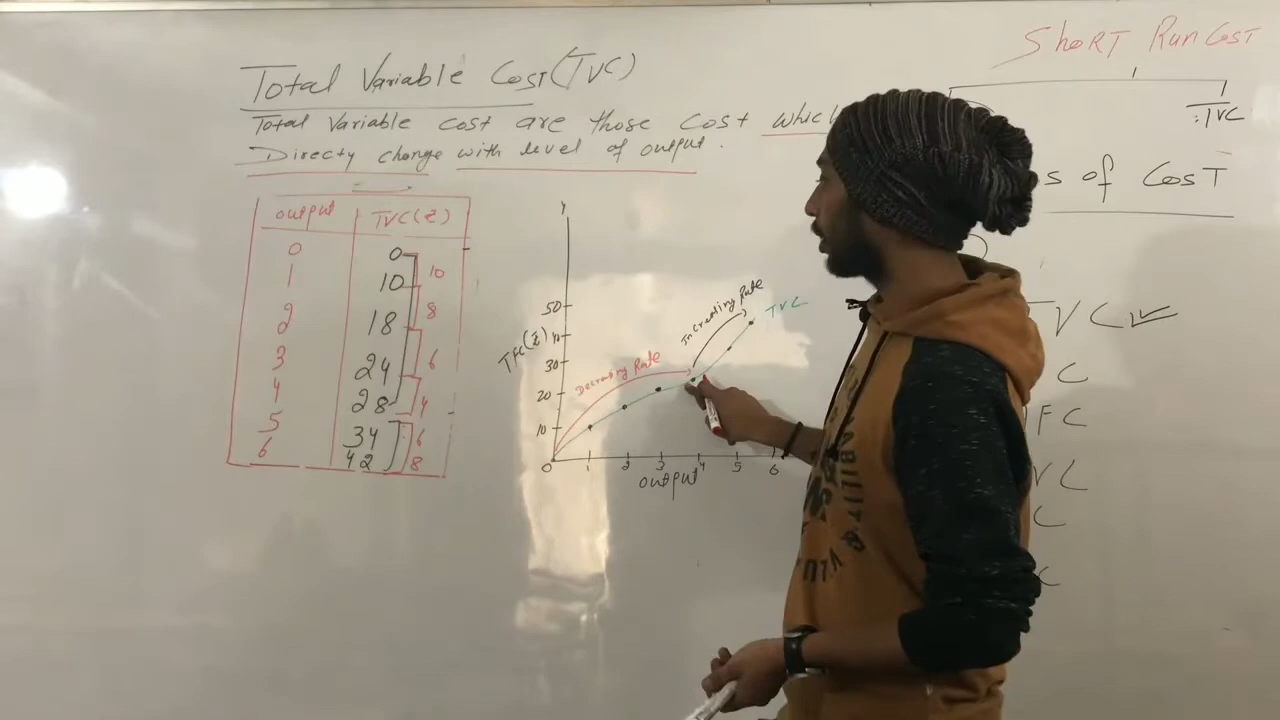 Total Variable Cost (TVC)
Total Variable cost are those cost which
Directy change with level of output.
output TVC(₹)
0 0
1 10
2 18
3 24
4 28
5 34
6 42
10
8
6
4
6
8
Y
50
40
30
20
10
0
TFC(₹)
1 2 3 4 5 6
output
Decreasing Rate
Increasing Rate
TVC
Short Run Cost
TVC
s of Cost
TVC ✓
C
FC
VC
C
C